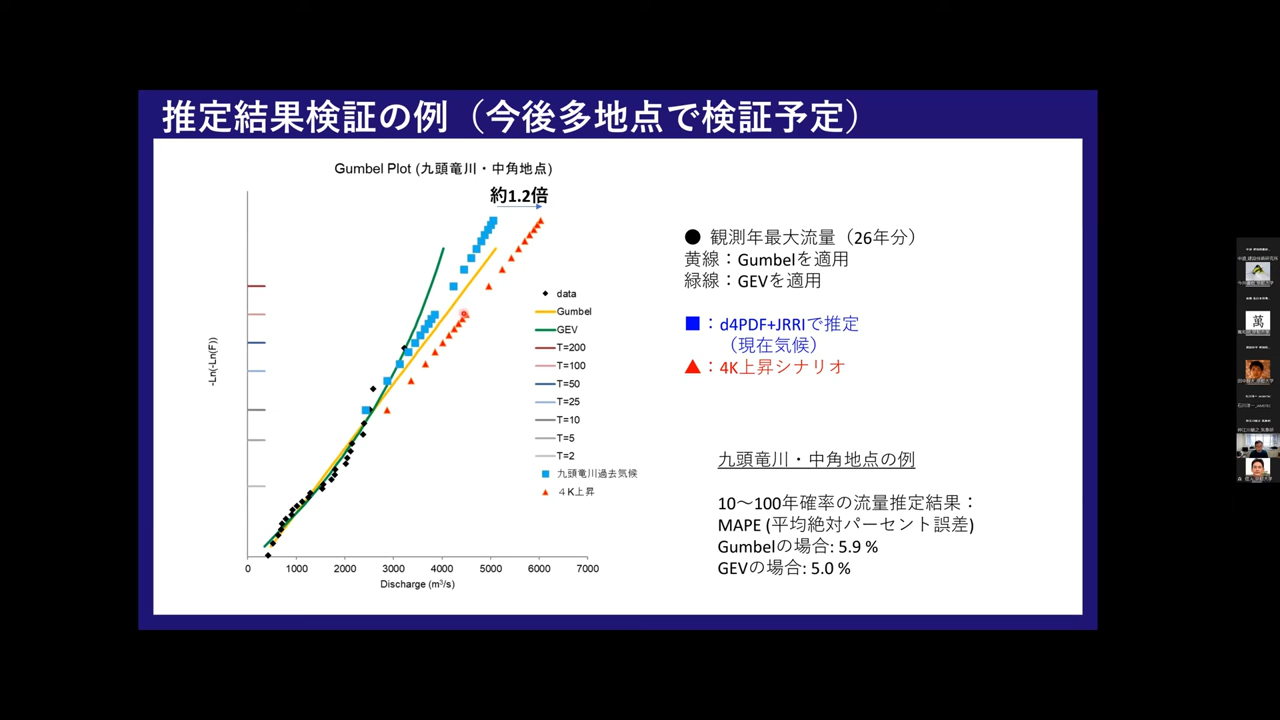 推定結果検証の例（今後多地点で検証予定）
Gumbel Plot (九頭竜川・中角地点)
約1.2倍
-Ln(-Ln(F))
data
Gumbel
GEV
T=200
T=100
T=50
T=25
T=10
T=5
T=2
九頭竜川過去気候
４K上昇
0 1000 2000 3000 4000 5000 6000 7000
Discharge (m³/s)
● 観測年最大流量（26年分）
黄線：Gumbelを適用
緑線：GEVを適用
■：d4PDF+JRRIで推定
（現在気候）
▲：4K上昇シナリオ
九頭竜川・中角地点の例
10～100年確率の流量推定結果：
MAPE (平均絶対パーセント誤差)
Gumbelの場合: 5.9 %
GEVの場合: 5.0 %
萬